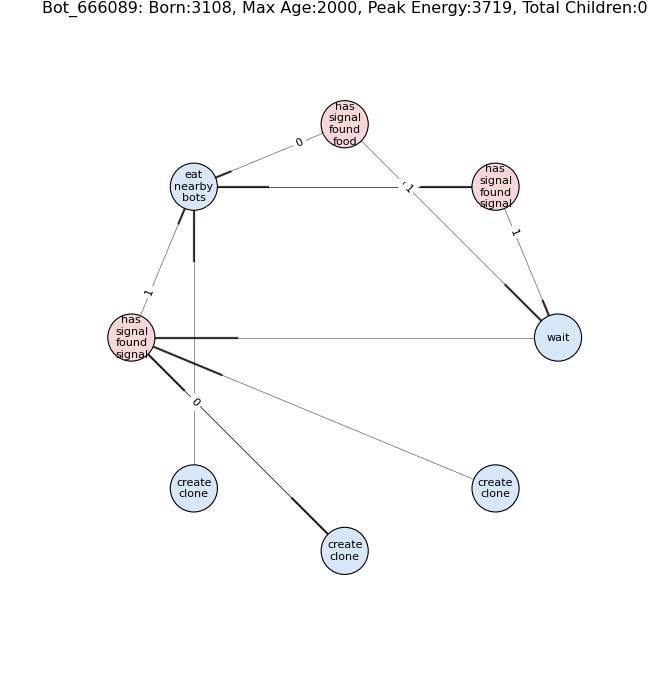 Bot_666089: Born:3108, Max Age:2000, Peak Energy:3719, Total Children:0
has
signal
found
food
0
eat
nearby
bots
1
has
signal
found
signal
1
1
has
signal
found
signal
wait
0
create
clone
create
clone
create
clone